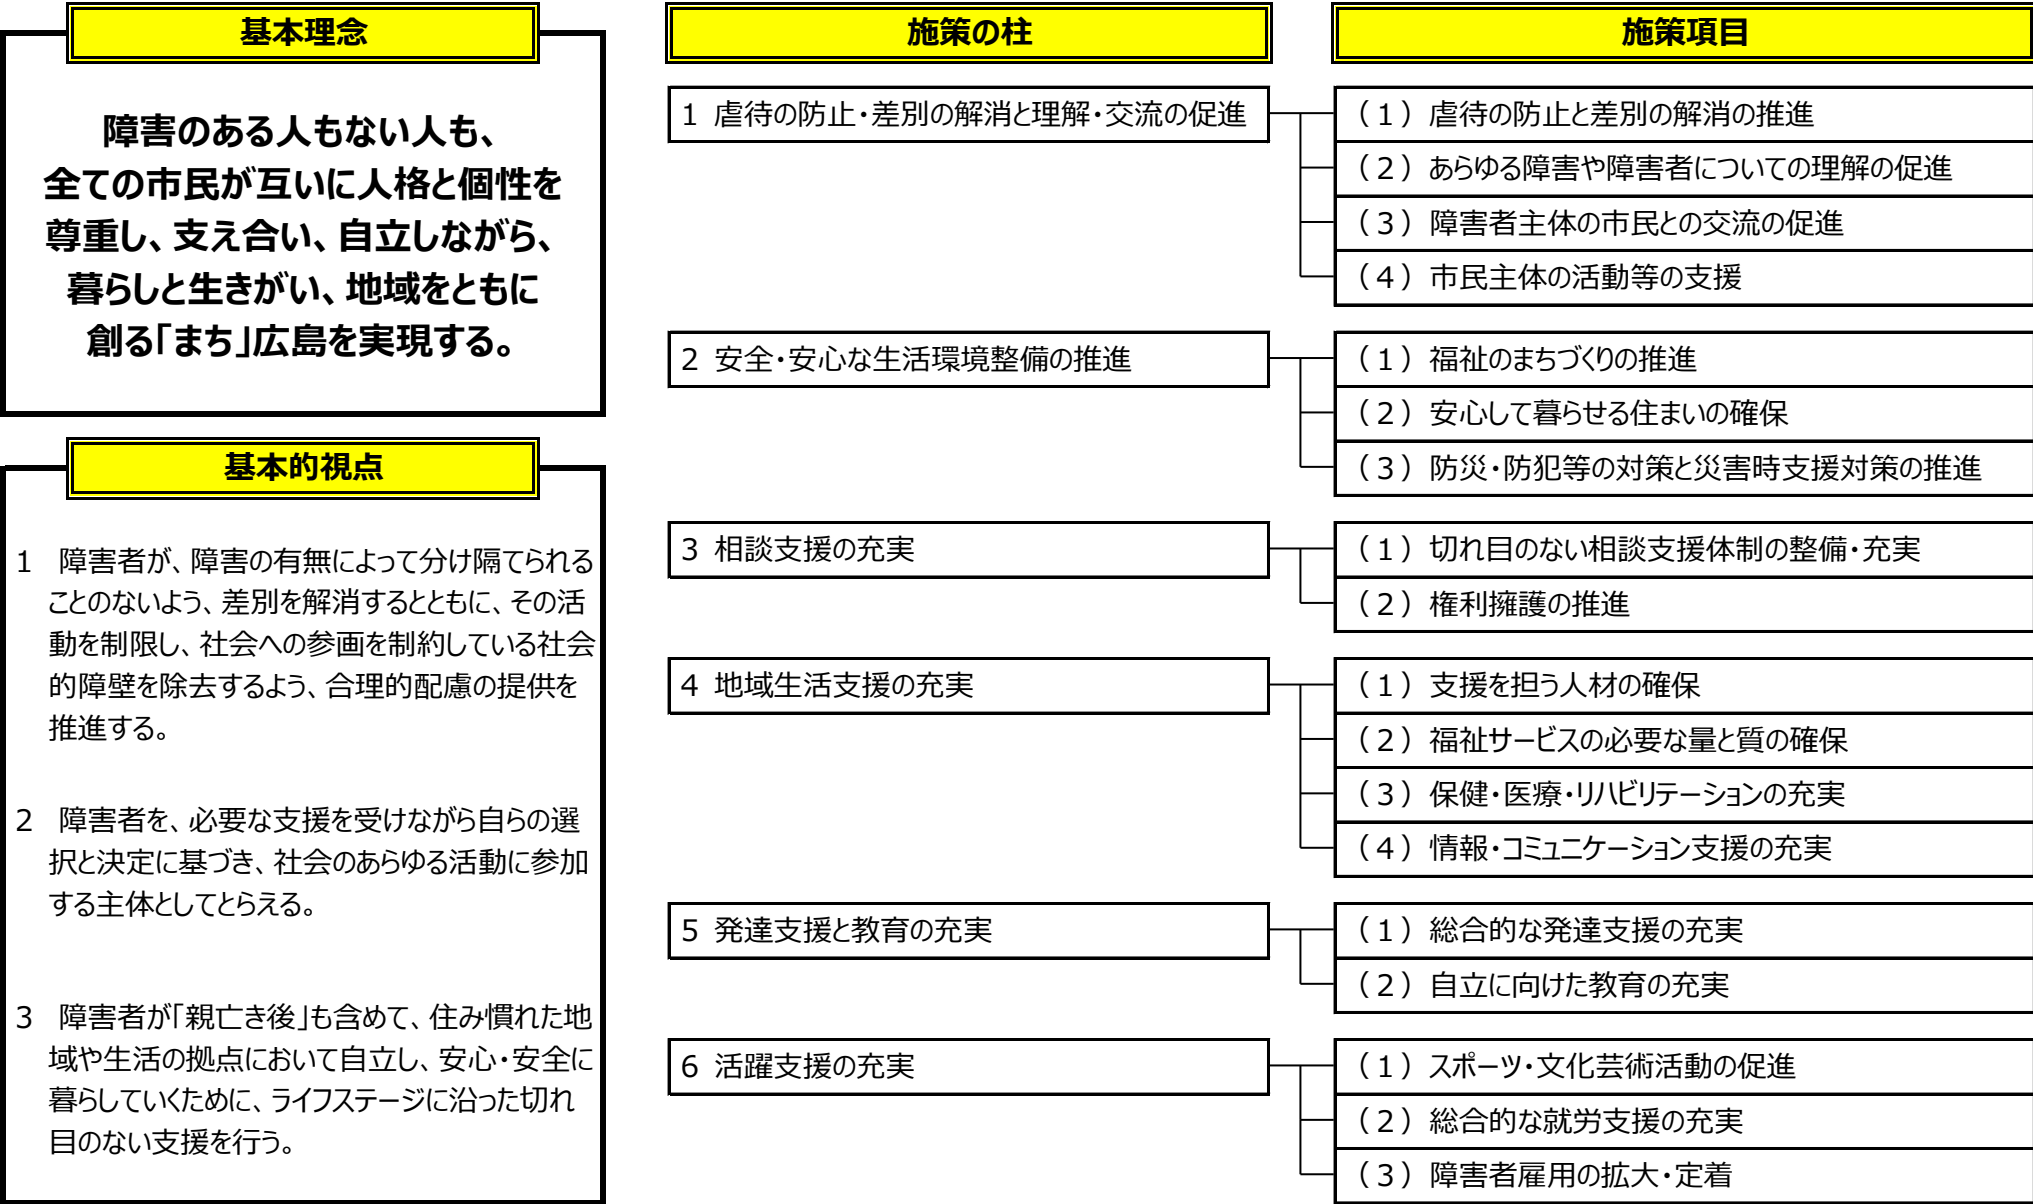 基本理念
障害のある人もない人も、
全ての市民が互いに人格と個性を
尊重し、支え合い、自立しながら、
暮らしと生きがい、地域をともに
創る「まち」広島を実現する。
基本的視点
1 障害者が、障害の有無によって分け隔てられる
ことのないよう、差別を解消するとともに、その活
動を制限し、社会への参画を制約している社会
的障壁を除去するよう、合理的配慮の提供を
推進する。
2 障害者を、必要な支援を受けながら自らの選
択と決定に基づき、社会のあらゆる活動に参加
する主体としてとらえる。
3 障害者が「親亡き後」も含めて、住み慣れた地
域や生活の拠点において自立し、安心・安全に
暮らしていくために、ライフステージに沿った切れ
目のない支援を行う。
施策の柱
施策項目
1 虐待の防止・差別の解消と理解・交流の促進
(1)虐待の防止と差別の解消の推進
(2)あらゆる障害や障害者についての理解の促進
(3)障害者主体の市民との交流の促進
(4)市民主体の活動等の支援
2 安全・安心な生活環境整備の推進
(1)福祉のまちづくりの推進
(2)安心して暮らせる住まいの確保
(3)防災・防犯等の対策と災害時支援対策の推進
3 相談支援の充実
(1)切れ目のない相談支援体制の整備・充実
(2)権利擁護の推進
4 地域生活支援の充実
(1)支援を担う人材の確保
(2)福祉サービスの必要な量と質の確保
(3)保健・医療・リハビリテーションの充実
(4)情報・コミュニケーション支援の充実
5 発達支援と教育の充実
(1)総合的な発達支援の充実
(2)自立に向けた教育の充実
6 活躍支援の充実
(1)スポーツ・文化芸術活動の促進
(2)総合的な就労支援の充実
(3)障害者雇用の拡大・定着